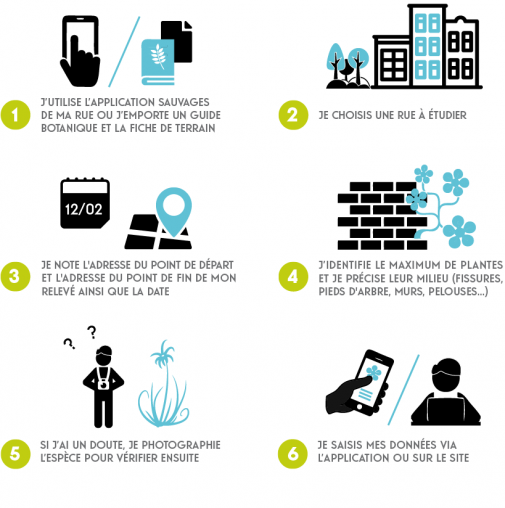 1
J'UTILISE L'APPLICATION SAUVAGES
DE MA RUE OU J'EMPORTE UN GUIDE
BOTANIQUE ET LA FICHE DE TERRAIN
2
JE CHOISIS UNE RUE À ÉTUDIER
12/02
3
JE NOTE L'ADRESSE DU POINT DE DÉPART
ET L'ADRESSE DU POINT DE FIN DE MON
RELEVÉ AINSI QUE LA DATE
4
J'IDENTIFIE LE MAXIMUM DE PLANTES
ET JE PRÉCISE LEUR MILIEU (FISSURES,
PIEDS D'ARBRE, MURS, PELOUSES...)
? ?
5
SI J'AI UN DOUTE, JE PHOTOGRAPHIE
L'ESPÈCE POUR VÉRIFIER ENSUITE
6
JE SAISIS MES DONNÉES VIA
L'APPLICATION OU SUR LE SITE